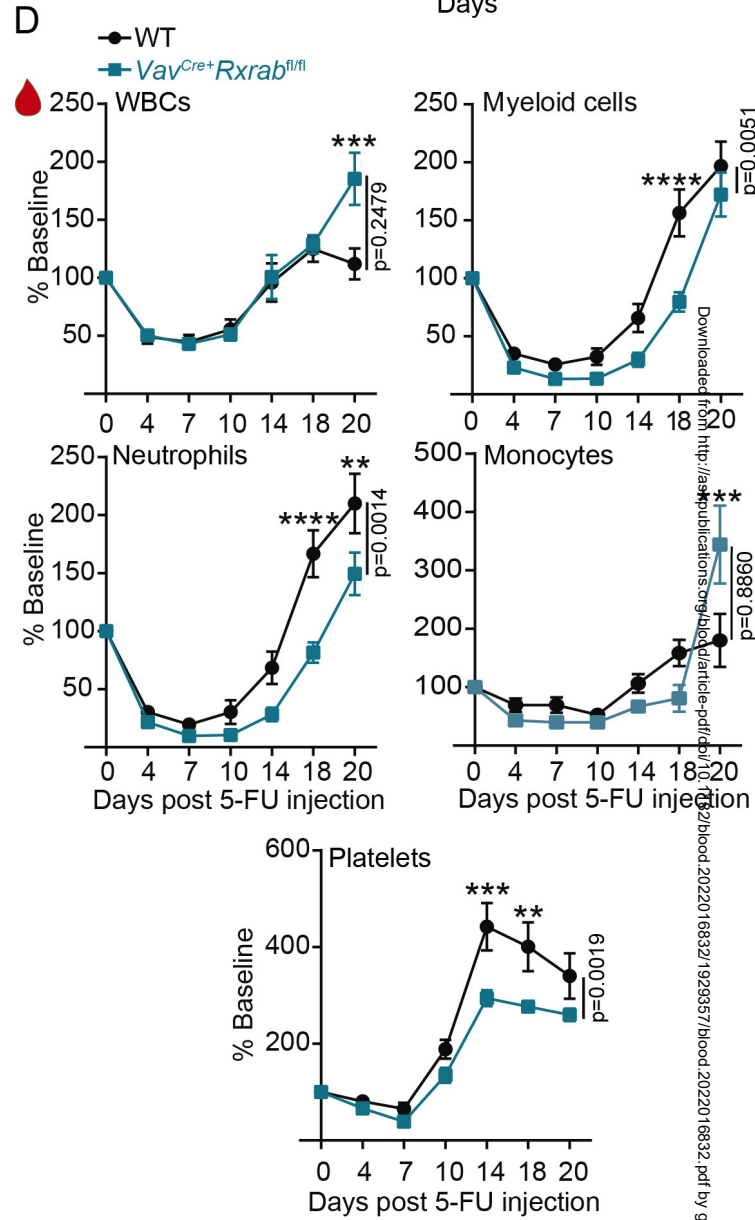 Days
D
WT
VavCre+Rxrabfl/fl
WBCs
250
200
150
100
50
% Baseline
***
p=0.2479
0 4 7 10 14 18 20
Myeloid cells
250
200
150
100
50
****
p=0.0051
0 4 7 10 14 18 20
Neutrophils
250
200
150
100
50
% Baseline
****
**
p=0.0014
0 4 7 10 14 18 20
Days post 5-FU injection
Monocytes
500
400
300
200
100
***
p=0.8860
0 4 7 10 14 18 20
Days post 5-FU injection
Platelets
600
400
200
% Baseline
***
**
p=0.0019
0 4 7 10 14 18 20
Days post 5-FU injection
Downloaded from http://ashpublications.org/blood/article-pdf/doi/10.1182/blood.2022016832/1929357/blood.2022016832.pdf by g